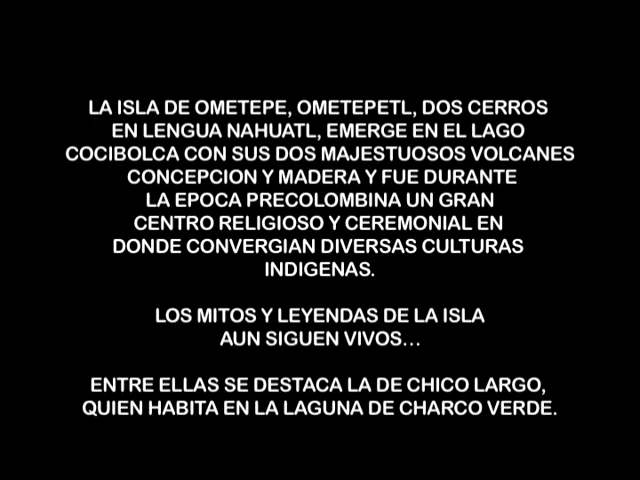 LA ISLA DE OMETEPE, OMETEPETL, DOS CERROS
EN LENGUA NAHUATL, EMERGE EN EL LAGO
COCIBOLCA CON SUS DOS MAJESTUOSOS VOLCANES
CONCEPCION Y MADERA Y FUE DURANTE
LA EPOCA PRECOLOMBINA UN GRAN
CENTRO RELIGIOSO Y CEREMONIAL EN
DONDE CONVERGIAN DIVERSAS CULTURAS
INDIGENAS.
LOS MITOS Y LEYENDAS DE LA ISLA
AUN SIGUEN VIVOS...
ENTRE ELLAS SE DESTACA LA DE CHICO LARGO,
QUIEN HABITA EN LA LAGUNA DE CHARCO VERDE.